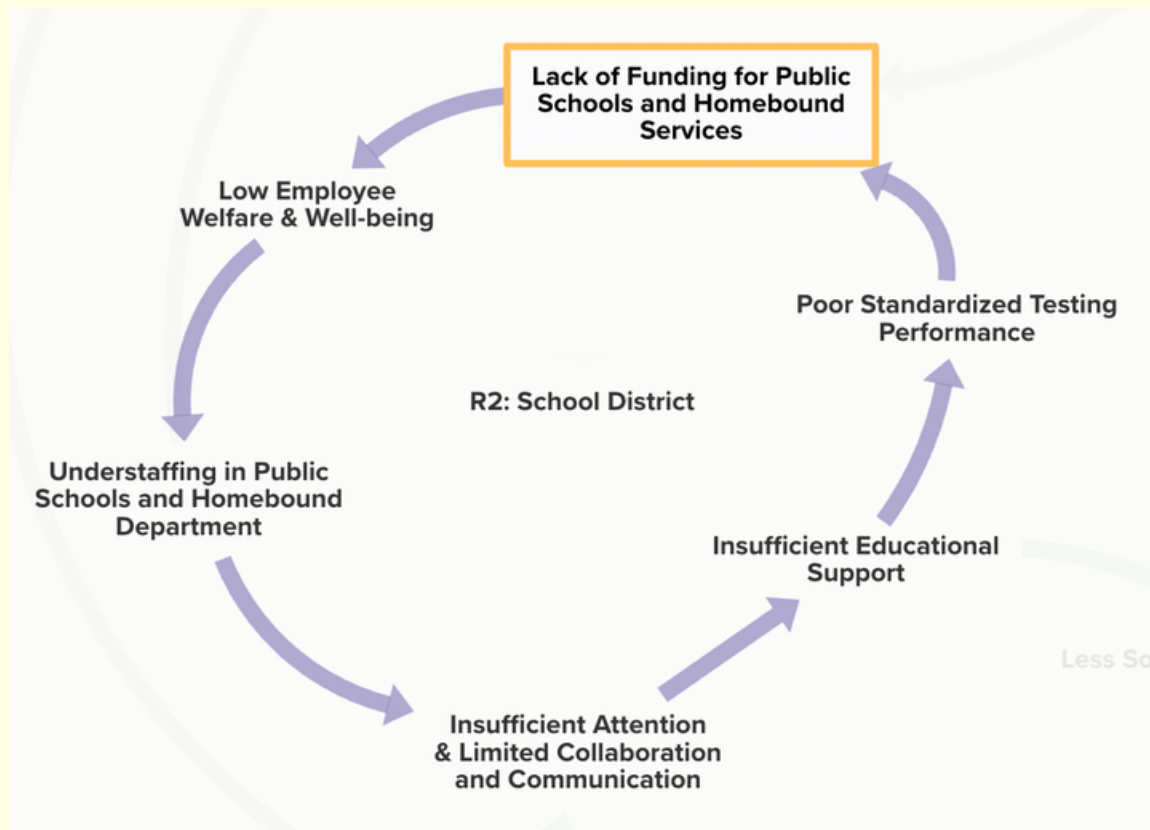 Lack of Funding for Public
Schools and Homebound
Services
Low Employee
Welfare & Well-being
Poor Standardized Testing
Performance
R2: School District
Understaffing in Public
Schools and Homebound
Department
Insufficient Educational
Support
Less
Insufficient Attention
& Limited Collaboration
and Communication